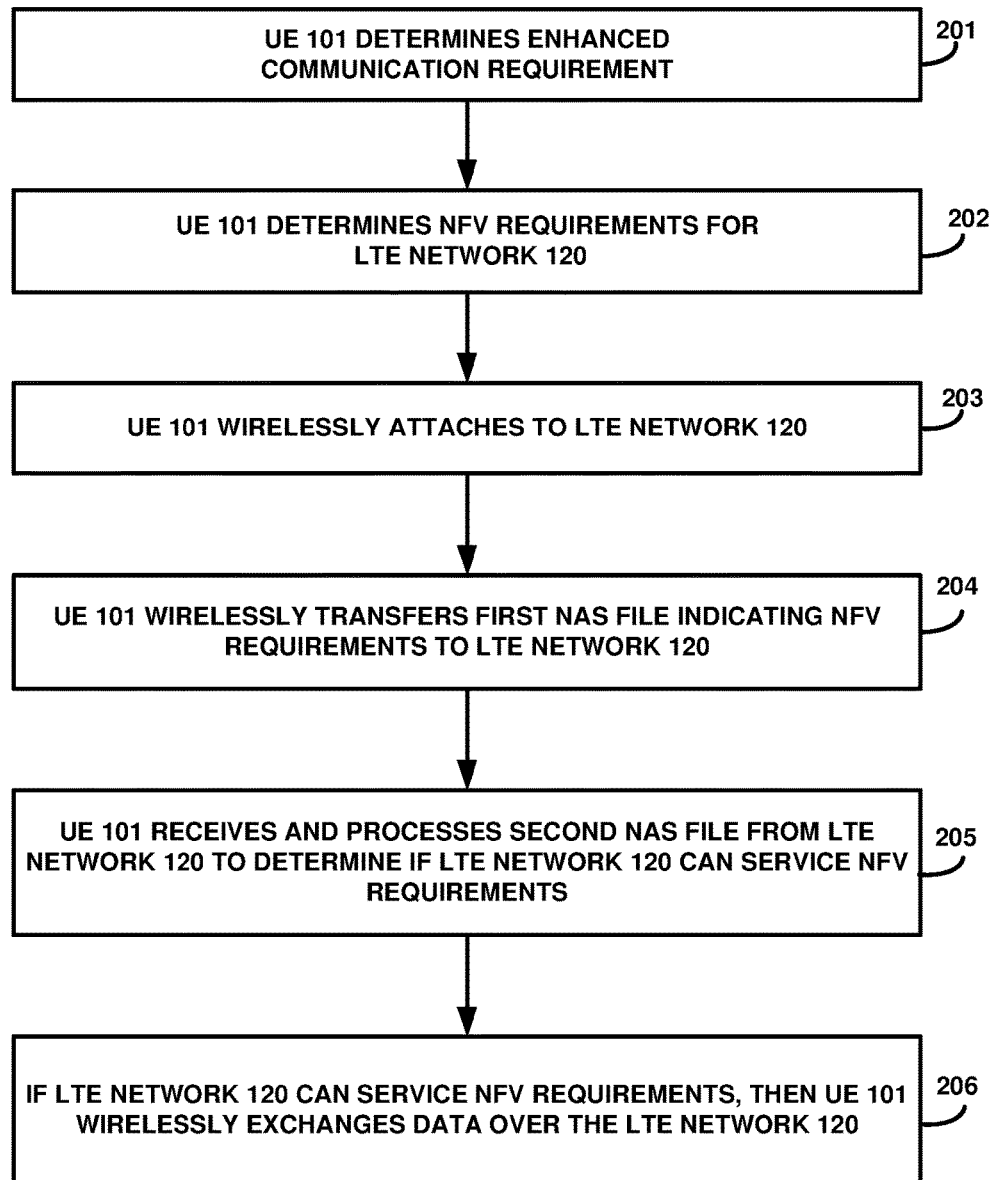 UE 101 DETERMINES ENHANCED
COMMUNICATION REQUIREMENT
201
UE 101 DETERMINES NFV REQUIREMENTS FOR
LTE NETWORK 120
202
UE 101 WIRELESSLY ATTACHES TO LTE NETWORK 120
203
UE 101 WIRELESSLY TRANSFERS FIRST NAS FILE INDICATING NFV
REQUIREMENTS TO LTE NETWORK 120
204
UE 101 RECEIVES AND PROCESSES SECOND NAS FILE FROM LTE
NETWORK 120 TO DETERMINE IF LTE NETWORK 120 CAN SERVICE NFV
REQUIREMENTS
205
IF LTE NETWORK 120 CAN SERVICE NFV REQUIREMENTS, THEN UE 101
WIRELESSLY EXCHANGES DATA OVER THE LTE NETWORK 120
206